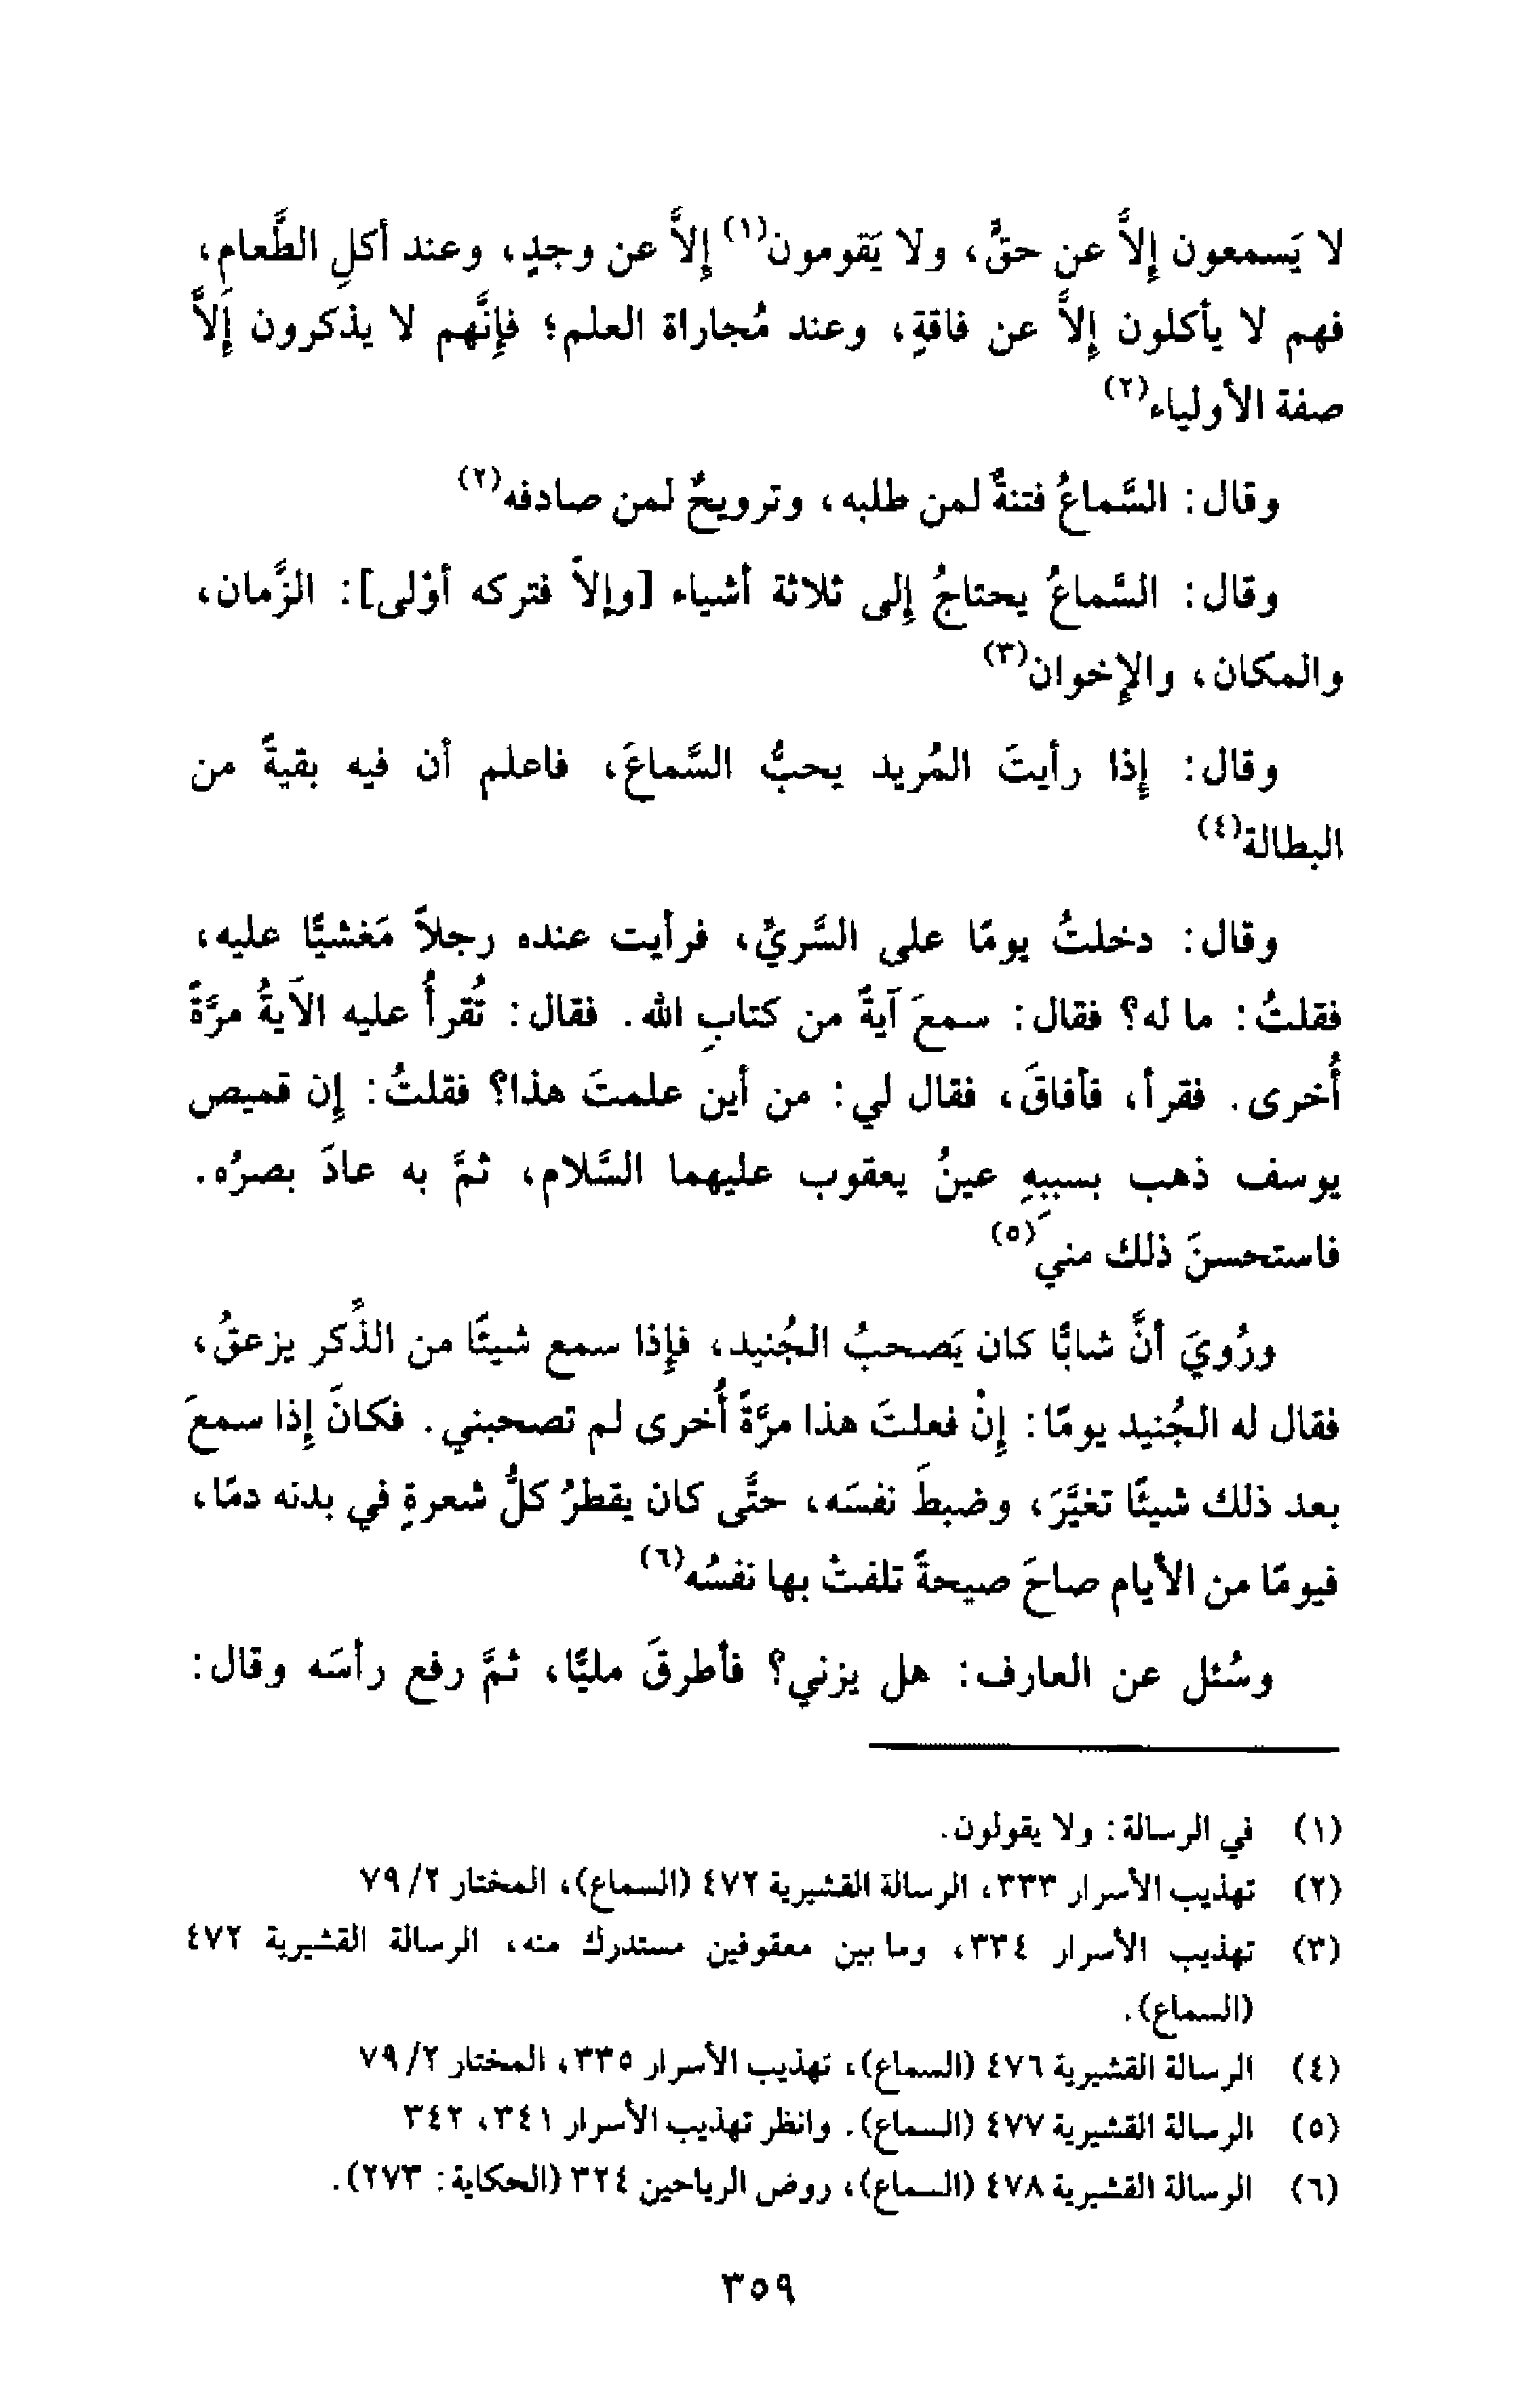 لا يَسمعون إلاَّ عن حقٍّ، ولا يَقومون(١) إلاَّ عن وجدٍ، وعند أكلِ الطَّعام،
فهم لا يأكلون إلاَّ عن فاقةٍ، وعند مُجاراة العلم؛ فإنَّهم لا يذكرون إلاَّ
صفة الأولياء(٢)
وقال: السَّماعُ فتنةٌ لمن طلبه، وترويحٌ لمن صادفه(٢)
وقال: السَّماعُ يحتاجُ إلى ثلاثة أشياء [وإلاَّ فتركه أوْلى]: الزَّمان،
والمكان، والإخوان(٣)
وقال: إذا رأيتَ المُريد يحبُّ السَّماعَ، فاعلم أن فيه بقيةً من
البطالة(٤)
وقال: دخلتُ يومًا على السَّريِّ، فرأيت عنده رجلاً مَغشيًّا عليه،
فقلتُ: ما له؟ فقال: سمعَ آيةً من كتابِ الله. فقال: تُقرأُ عليه الآيةُ مرَّةً
أُخرى. فقرأ، فأفاقَ، فقال لي: من أين علمتَ هذا؟ فقلتُ: إن قميص
يوسف ذهب بسببِهِ عينُ يعقوب عليهما السَّلام، ثمَّ به عادَ بصرُه.
فاستحسنَ ذلك مني(٥)
ورُويَ أنَّ شابًّا كان يَصحبُ الجُنيد، فإذا سمع شيئًا من الذِّكر يزعقُ،
فقال له الجُنيد يومًا: إنْ فعلتَ هذا مرَّةً أُخرى لم تصحبني. فكانَ إذا سمعَ
بعد ذلك شيئًا تغيَّرَ، وضبطَ نفسَه، حتَّى كان يقطرُ كلُّ شعرةٍ في بدنه دمًا،
فيومًا من الأيام صاحَ صيحةً تلفتْ بها نفسُه(٦)
وسُئل عن العارف: هل يزني؟ فأطرقَ مليًّا، ثمَّ رفع رأسَه وقال:
(١) في الرسالة: ولا يقولون.
(٢) تهذيب الأسرار ٣٣٣، الرسالة القشيرية ٤٧٢ (السماع)، المختار ٧٩/٢
(٣) تهذيب الأسرار ٣٣٤، وما بين معقوفين مستدرك منه، الرسالة القشيرية ٤٧٢
(السماع).
(٤) الرسالة القشيرية ٤٧٦ (السماع)، تهذيب الأسرار ٣٣٥، المختار ٧٩/٢
(٥) الرسالة القشيرية ٤٧٧ (السماع). وانظر تهذيب الأسرار ٣٤١، ٣٤٢
(٦) الرسالة القشيرية ٤٧٨ (السماع)، روض الرياحين ٣٢٤ (الحكاية: ٢٧٣).
٣٥٩